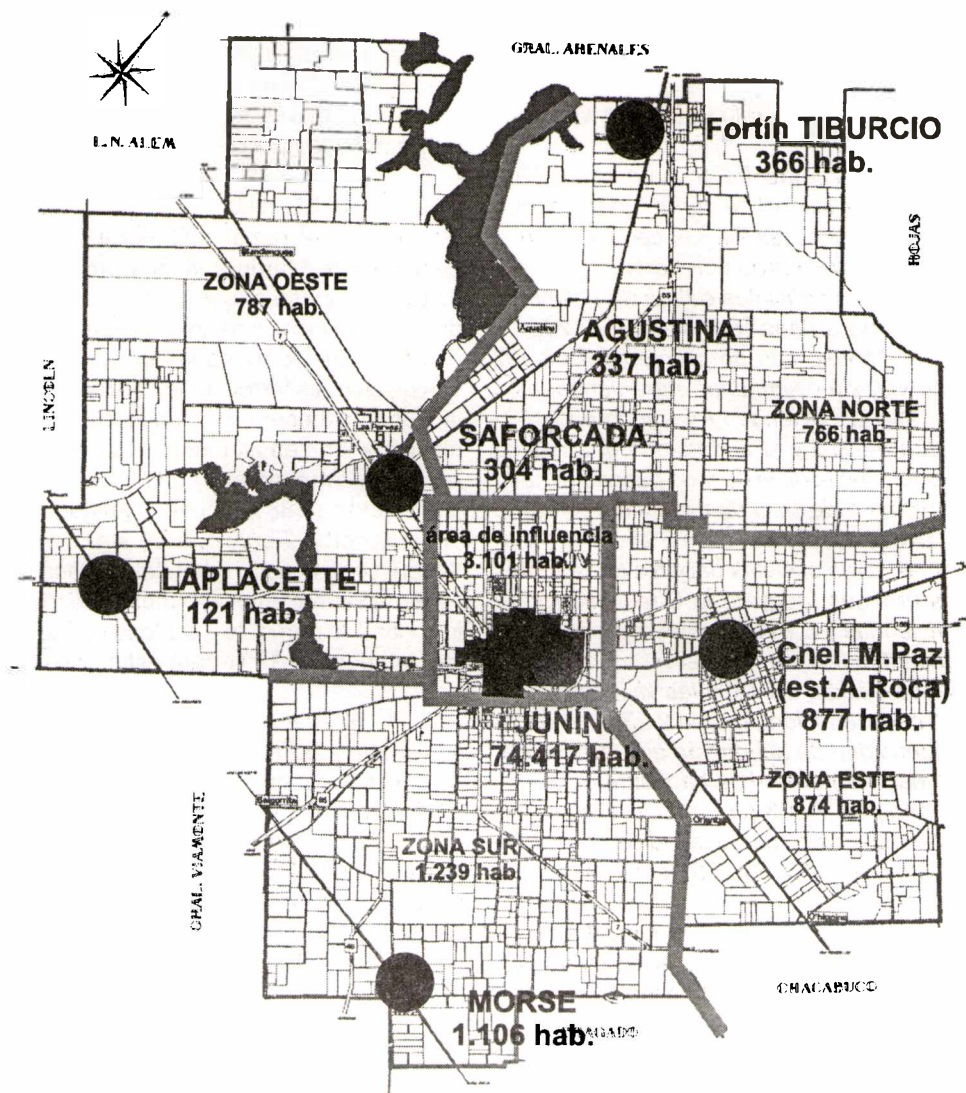 GRAL. ARENALES
L.N. ALEM
Fortín TIBURCIO
366 hab.
ROJAS
ZONA OESTE
787 hab.
Agustina
AGUSTINA
337 hab.
LINCOLN
ZONA NORTE
766 hab.
SAFORCADA
304 hab.
área de influencia
3.101 hab.
LAPLACETTE
121 hab.
Cnel. M.Paz
(est.A.Roca)
877 hab.
JUNÍN
74.417 hab.
ZONA ESTE
874 hab.
GRAL. VIAMONTE
ZONA SUR
1.239 hab.
CHACABUCO
MORSE
1.106 hab.